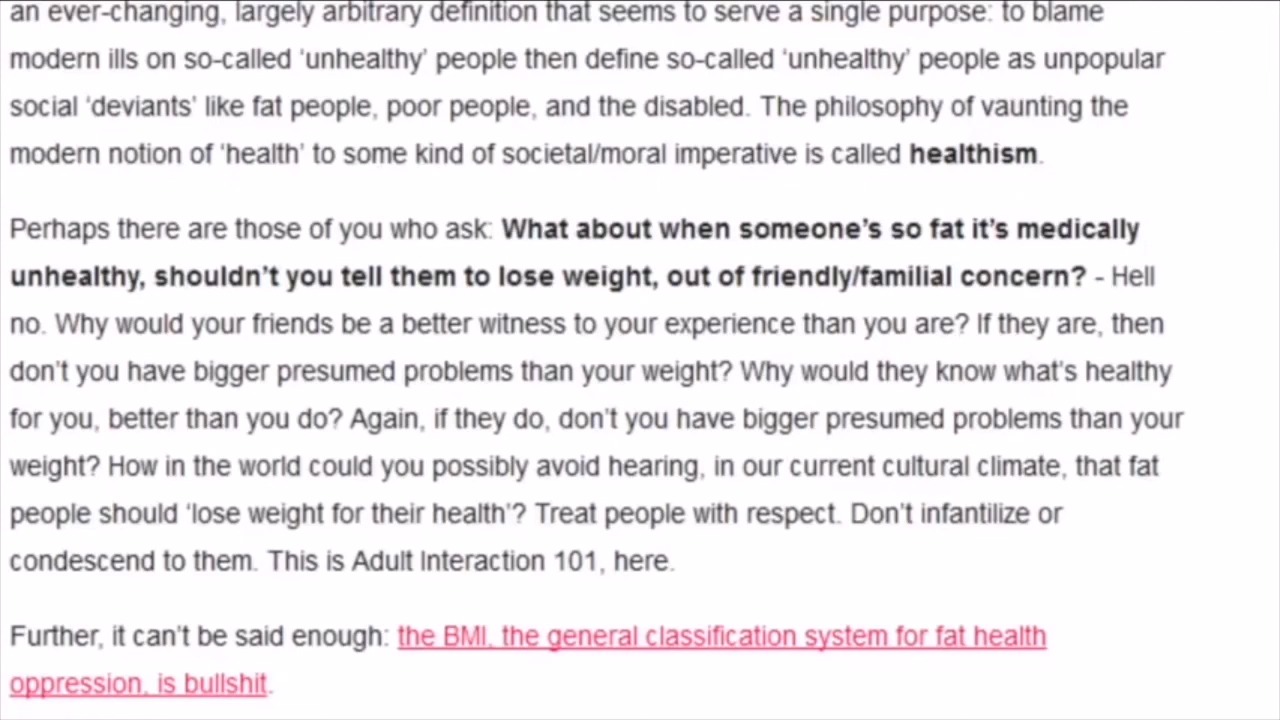 an ever-changing, largely arbitrary definition that seems to serve a single purpose: to blame
modern ills on so-called ‘unhealthy’ people then define so-called ‘unhealthy’ people as unpopular
social ‘deviants’ like fat people, poor people, and the disabled. The philosophy of vaunting the
modern notion of ‘health’ to some kind of societal/moral imperative is called healthism.
Perhaps there are those of you who ask: What about when someone’s so fat it’s medically
unhealthy, shouldn’t you tell them to lose weight, out of friendly/familial concern? - Hell
no. Why would your friends be a better witness to your experience than you are? If they are, then
don’t you have bigger presumed problems than your weight? Why would they know what’s healthy
for you, better than you do? Again, if they do, don’t you have bigger presumed problems than your
weight? How in the world could you possibly avoid hearing, in our current cultural climate, that fat
people should ‘lose weight for their health’? Treat people with respect. Don’t infantilize or
condescend to them. This is Adult Interaction 101, here.
Further, it can’t be said enough: the BMI, the general classification system for fat health
oppression, is bullshit.